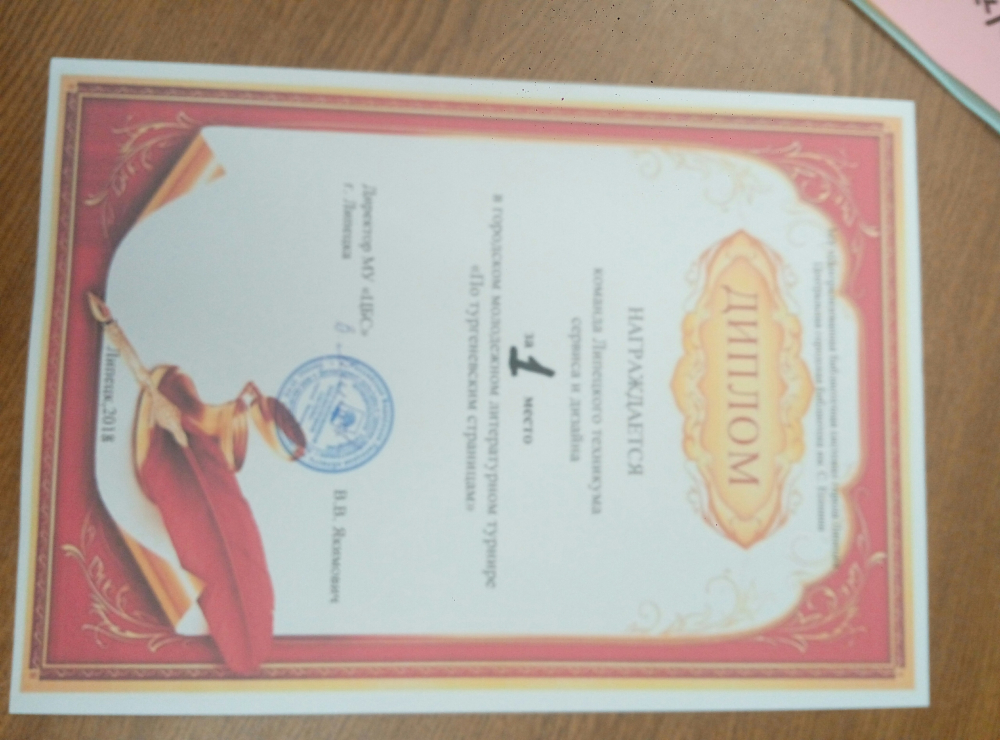 ДИПЛОМ
НАГРАЖДАЕТСЯ
команда Липецкого техникума
сервиса и дизайна
за 1 место
в городском молодежном литературном турнире
«По тургеневским страницам»
Директор МУ «ЦБС»
г. Липецка
В.В. Якимович
Липецк,2018